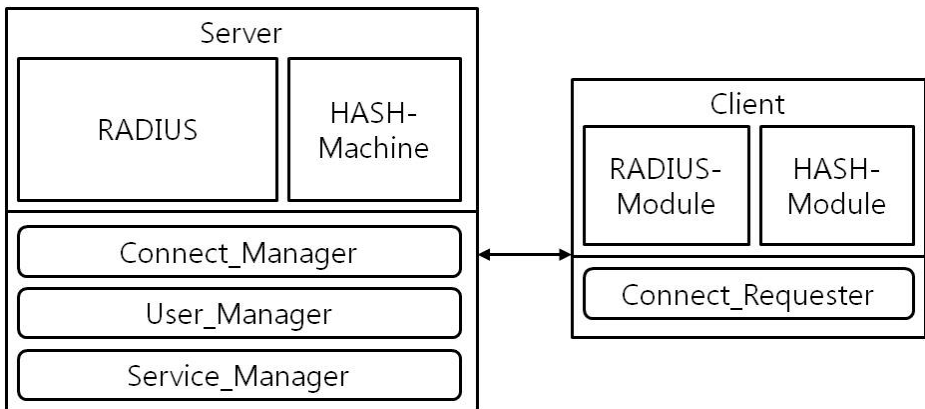 Server
RADIUS
HASH-
Machine
Connect_Manager
User_Manager
Service_Manager
Client
RADIUS-
Module
HASH-
Module
Connect_Requester